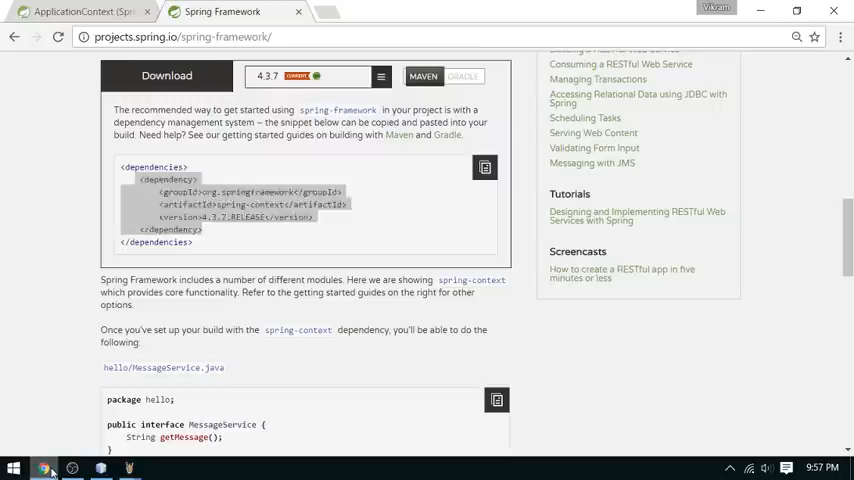 ApplicationContext (Spri
Spring Framework
Vikram
projects.spring.io/spring-framework/
Download
4.3.7 CURRENT
MAVEN GRADLE
The recommended way to get started using spring-framework in your project is with a
dependency management system – the snippet below can be copied and pasted into your
build. Need help? See our getting started guides on building with Maven and Gradle.
<dependencies>
<dependency>
<groupId>org.springframework</groupId>
<artifactId>spring-context</artifactId>
<version>4.3.7.RELEASE</version>
</dependency>
</dependencies>
Spring Framework includes a number of different modules. Here we are showing spring-context
which provides core functionality. Refer to the getting started guides on the right for other
options.
Once you've set up your build with the spring-context dependency, you'll be able to do the
following:
hello/MessageService.java
package hello;
public interface MessageService {
String getMessage();
}
Consuming a RESTful Web Service
Managing Transactions
Accessing Relational Data using JDBC with
Spring
Scheduling Tasks
Serving Web Content
Validating Form Input
Messaging with JMS
Tutorials
Designing and Implementing RESTful Web
Services with Spring
Screencasts
How to create a RESTful app in five
minutes or less
9:57 PM